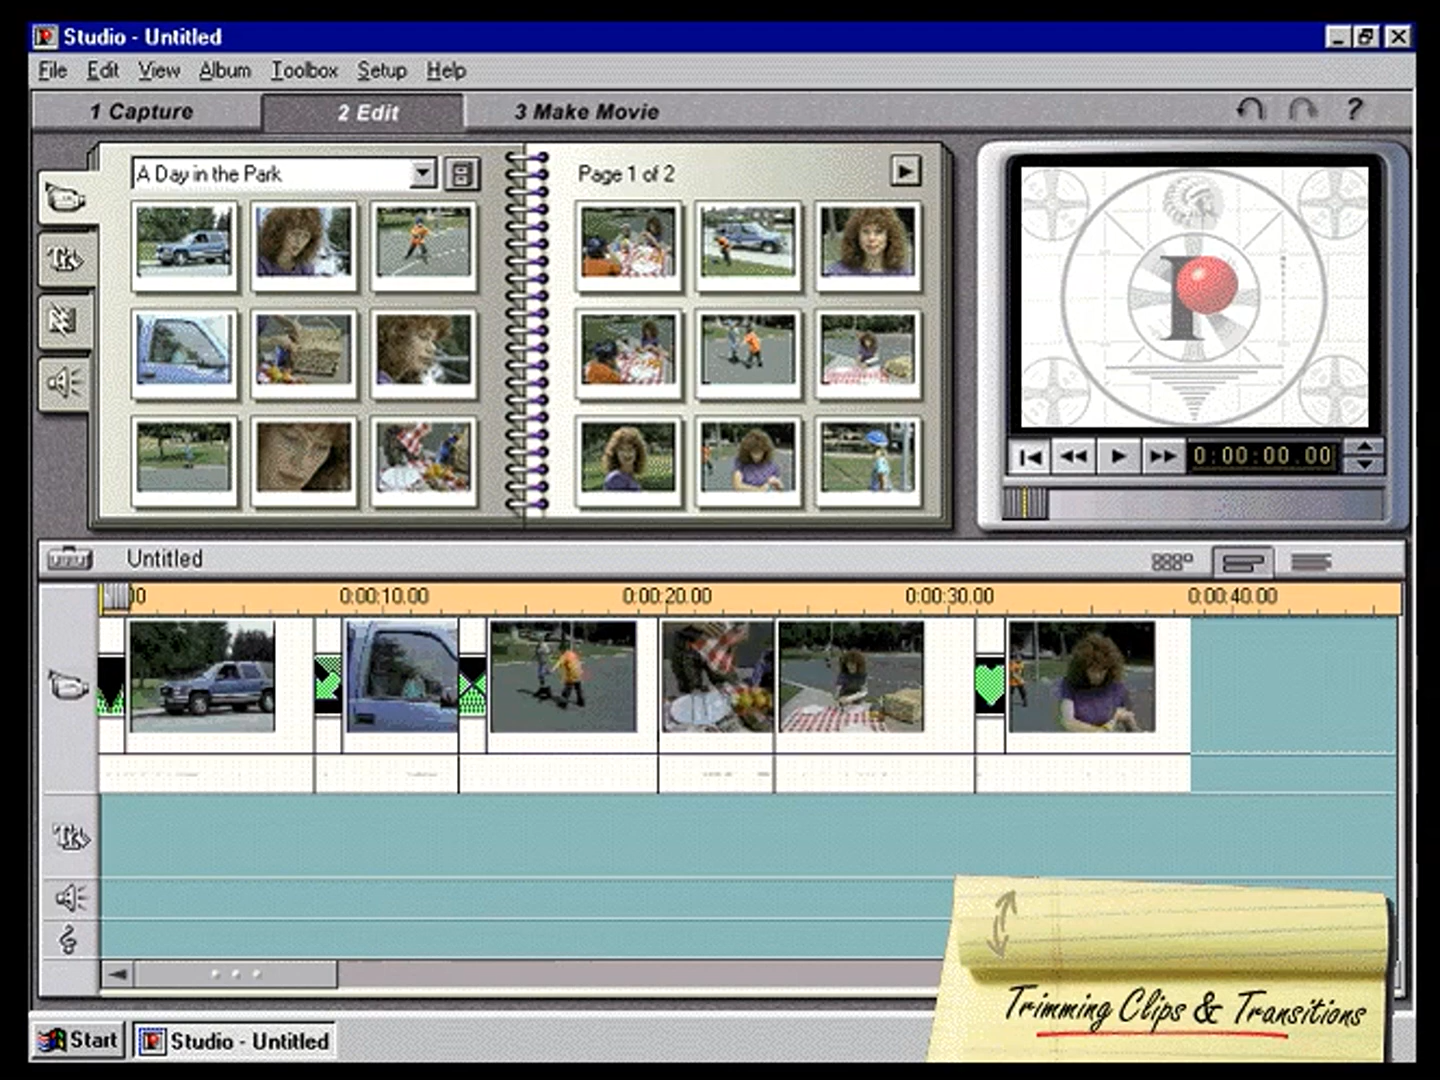 Studio - Untitled
File Edit View Album Toolbox Setup Help
1 Capture 2 Edit 3 Make Movie ?
A Day in the Park
Page 1 of 2
P
0:00:00.00
Untitled
00 0:00:10.00 0:00:20.00 0:00:30.00 0:00:40.00
Trimming Clips & Transitions
Start Studio - Untitled